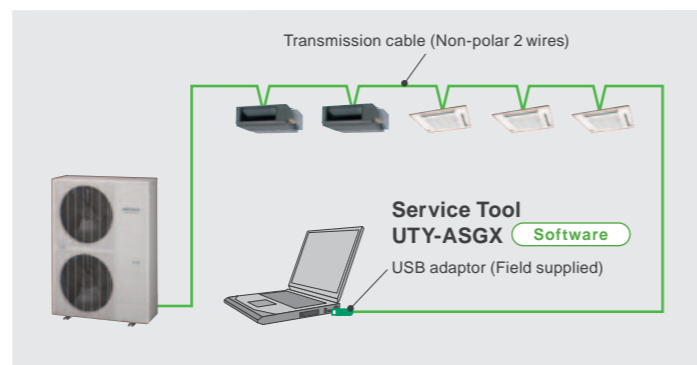 Transmission cable (Non-polar 2 wires)
Service Tool
UTY-ASGX Software
USB adaptor (Field supplied)